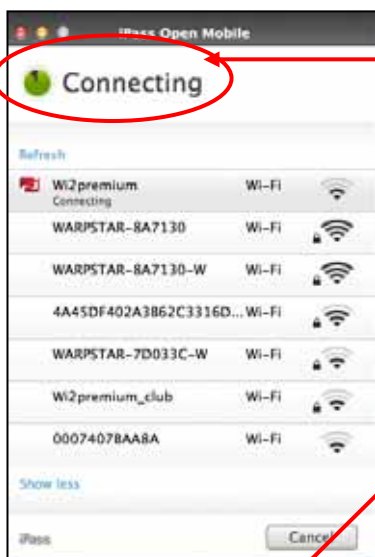 iPass Open Mobile
Connecting
Refresh
Wi2premium Wi-Fi
Connecting
WARPSTAR-8A7130 Wi-Fi
WARPSTAR-8A7130-W Wi-Fi
4A45DF402A3B62C3316D... Wi-Fi
WARPSTAR-7D033C-W Wi-Fi
Wi2premium_club Wi-Fi
0007407BAA8A Wi-Fi
Show less
iPass Cancel